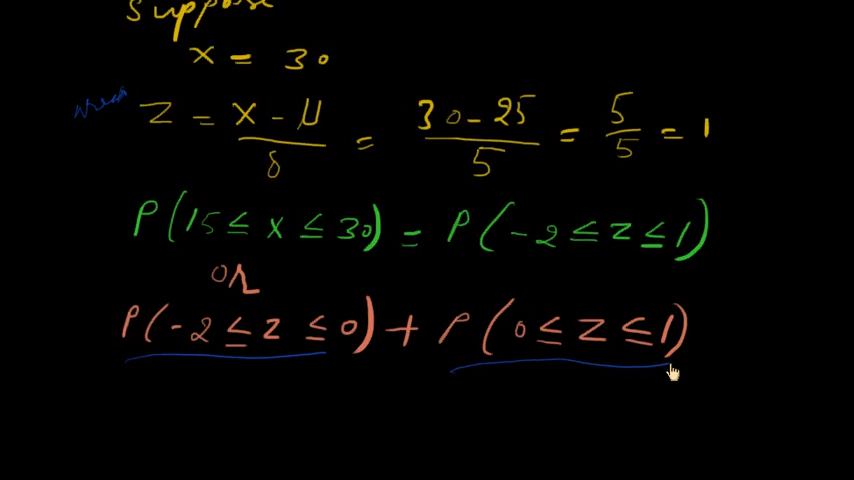 Suppose
x = 30
Z = x - μ / δ = 30 - 25 / 5 = 5 / 5 = 1
P(15 ≤ x ≤ 30) = P(-2 ≤ z ≤ 1)
OR
P(-2 ≤ z ≤ 0) + P(0 ≤ z ≤ 1)